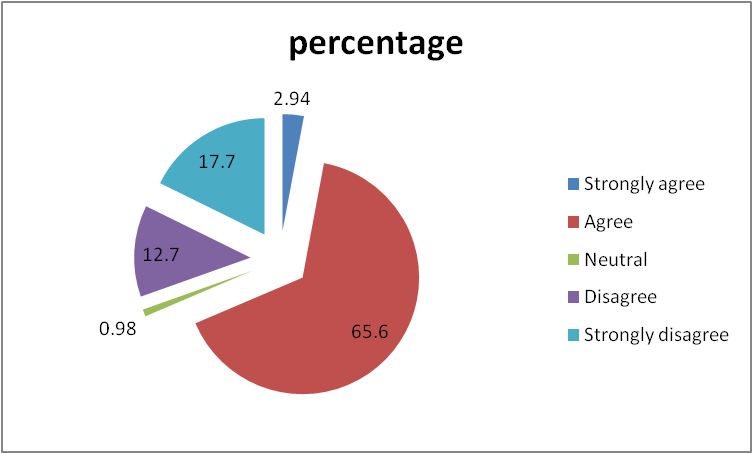 percentage
2.94
17.7
12.7
0.98
65.6
Strongly agree
Agree
Neutral
Disagree
Strongly disagree